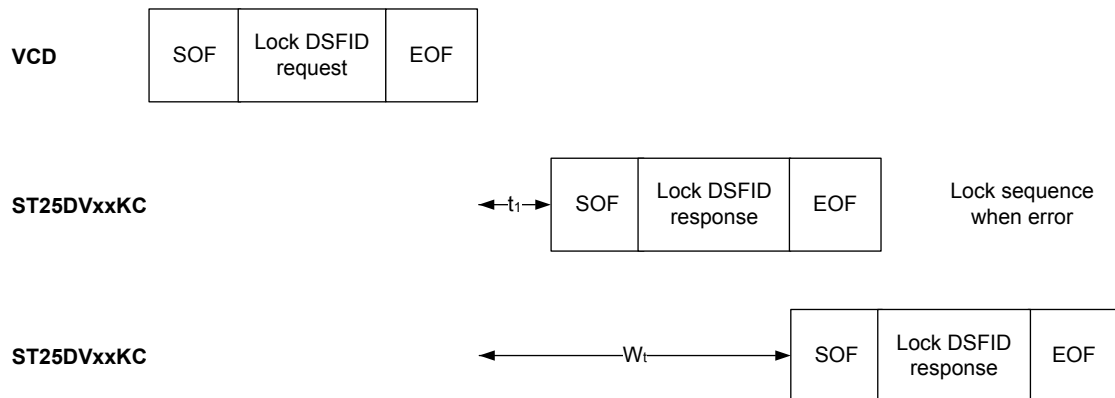 VCD
SOF
Lock DSFID
request
EOF
ST25DVxxKC
t1
SOF
Lock DSFID
response
EOF
Lock sequence
when error
ST25DVxxKC
Wt
SOF
Lock DSFID
response
EOF